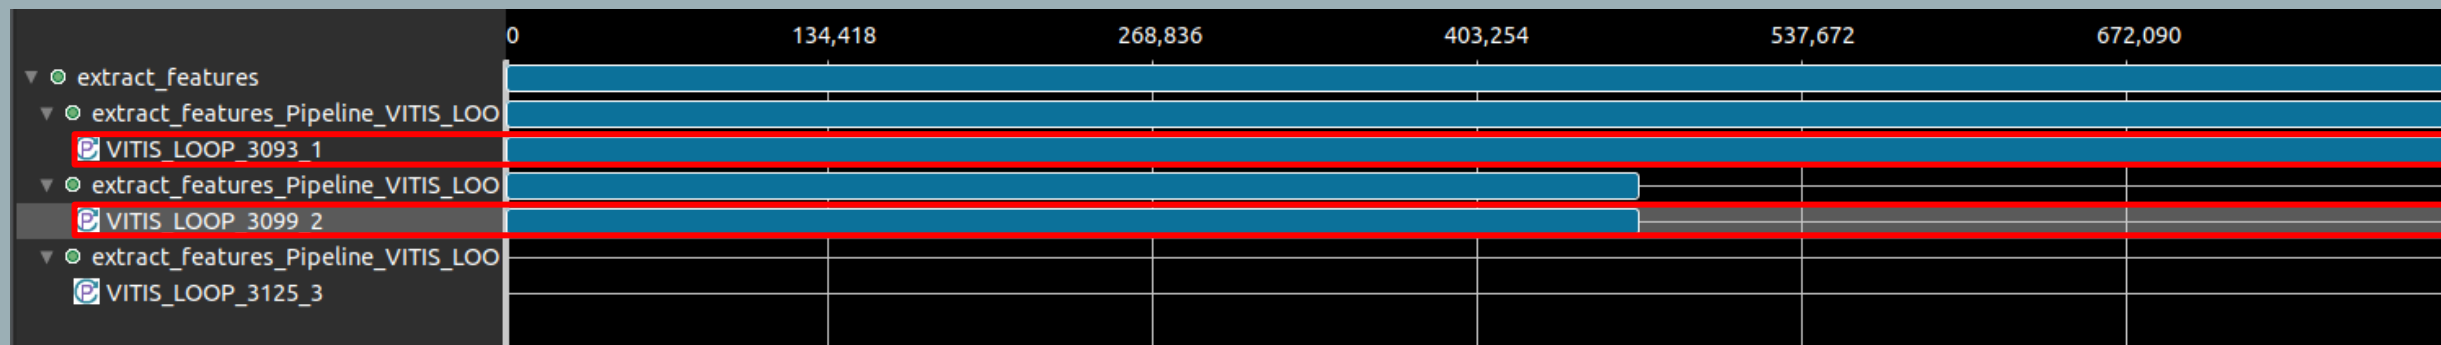 0 134,418 268,836 403,254 537,672 672,090
extract_features
extract_features_Pipeline_VITIS_LOO
VITIS_LOOP_3093_1
extract_features_Pipeline_VITIS_LOO
VITIS_LOOP_3099_2
extract_features_Pipeline_VITIS_LOO
VITIS_LOOP_3125_3